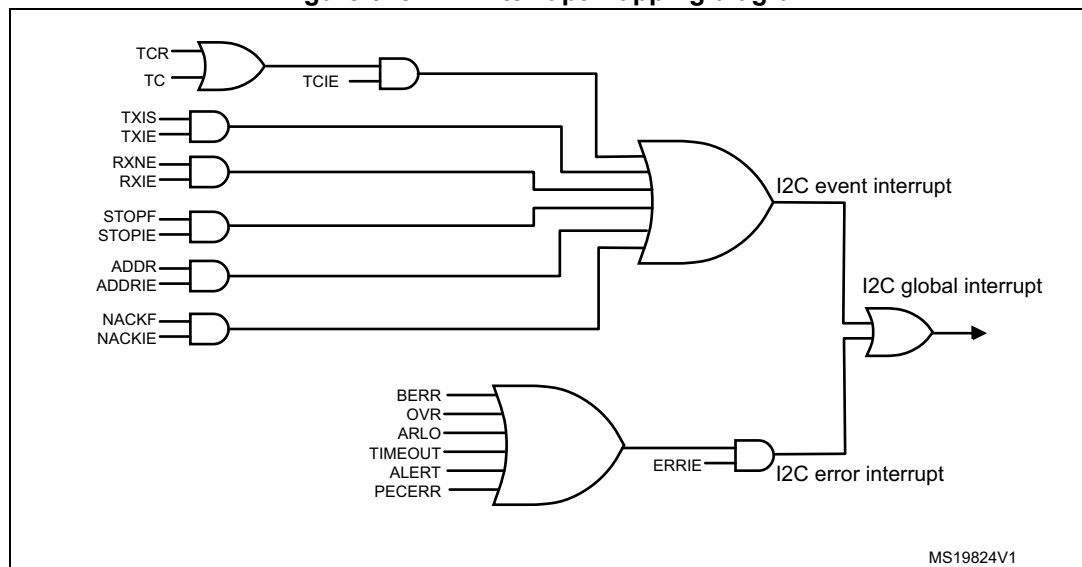 TCR
TC
TCIE
TXIS
TXIE
RXNE
RXIE
STOPF
STOPIE
ADDR
ADDRIE
NACKF
NACKIE
I2C event interrupt
I2C global interrupt
BERR
OVR
ARLO
TIMEOUT
ALERT
PECERR
ERRIE
I2C error interrupt
MS19824V1